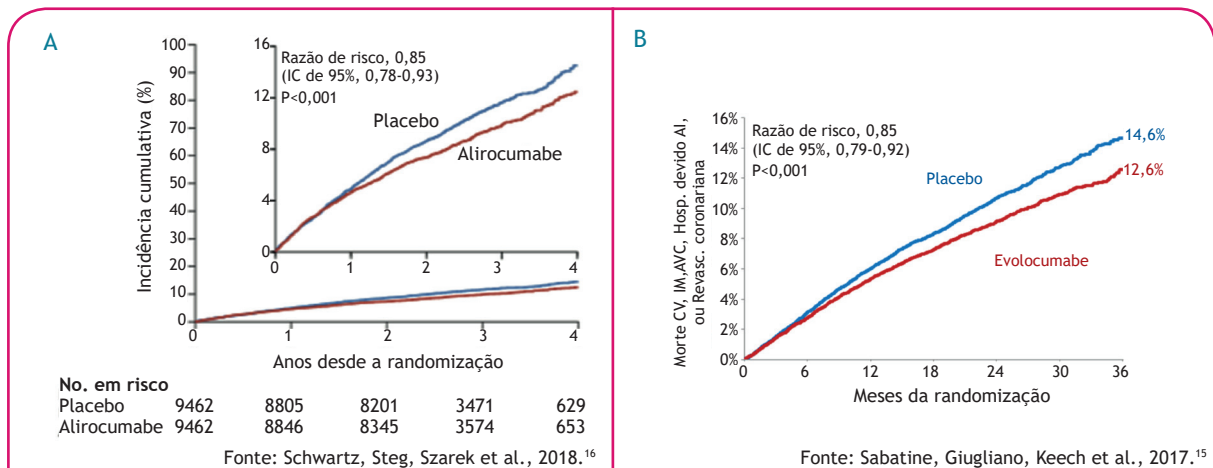 A
Incidência cumulativa (%)
100
90
80
70
60
50
40
30
20
10
0
16
12
8
4
0
Razão de risco, 0,85
(IC de 95%, 0,78-0,93)
P<0,001
Placebo
Alirocumabe
0 1 2 3 4
0 1 2 3 4
Anos desde a randomização
No. em risco
Placebo 9462 8805 8201 3471 629
Alirocumabe 9462 8846 8345 3574 653
Fonte: Schwartz, Steg, Szarek et al., 2018.¹⁶
B
Morte CV, IM,AVC, Hosp. devido AI,
ou Revasc. coronariana
16%
14%
12%
10%
8%
6%
4%
2%
0%
Razão de risco, 0,85
(IC de 95%, 0,79-0,92)
P<0,001
14,6%
12,6%
Placebo
Evolocumabe
0 6 12 18 24 30 36
Meses da randomização
Fonte: Sabatine, Giugliano, Keech et al., 2017.¹⁵